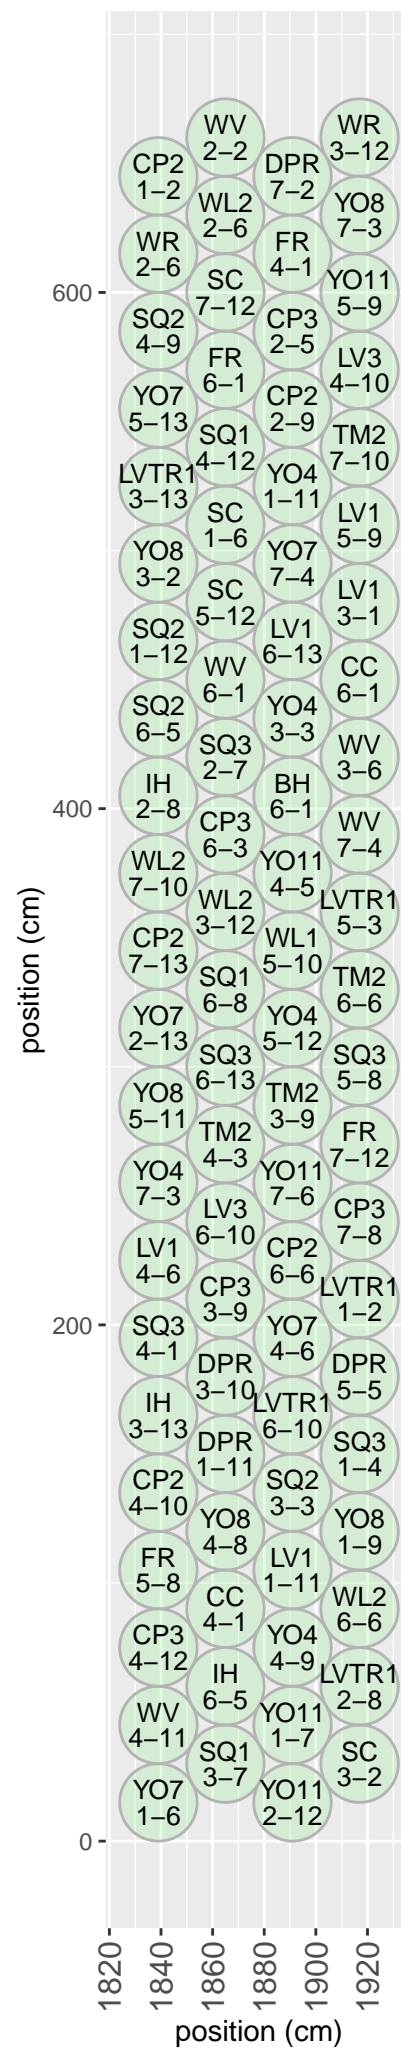 position (cm)
600
400
200
0
CP2
1–2
WR
2–6
SQ2
4–9
YO7
5–13
LVTR1
3–13
YO8
3–2
SQ2
1–12
SQ2
6–5
IH
2–8
WL2
7–10
CP2
7–13
YO7
2–13
YO8
5–11
YO4
7–3
LV1
4–6
SQ3
4–1
IH
3–13
CP2
4–10
FR
5–8
CP3
4–12
WV
4–11
YO7
1–6
WV
2–2
WL2
2–6
SC
7–12
FR
6–1
SQ1
4–12
SC
1–6
SC
5–12
WV
6–1
SQ3
2–7
CP3
6–3
WL2
3–12
SQ1
6–8
SQ3
6–13
TM2
4–3
LV3
6–10
CP3
3–9
DPR
3–10
DPR
1–11
YO8
4–8
CC
4–1
IH
6–5
SQ1
3–7
DPR
7–2
FR
4–1
CP3
2–5
CP2
2–9
YO4
1–11
YO7
7–4
LV1
6–13
YO4
3–3
BH
6–1
YO11
4–5
WL1
5–10
YO4
5–12
TM2
3–9
YO11
7–6
CP2
6–6
YO7
4–6
LVTR1
6–10
SQ2
3–3
LV1
1–11
YO4
4–9
YO11
1–7
YO11
2–12
WR
3–12
YO8
7–3
YO11
5–9
LV3
4–10
TM2
7–10
LV1
5–9
LV1
3–1
CC
6–1
WV
3–6
WV
7–4
LVTR1
5–3
TM2
6–6
SQ3
5–8
FR
7–12
CP3
7–8
LVTR1
1–2
DPR
5–5
SQ3
1–4
YO8
1–9
WL2
6–6
LVTR1
2–8
SC
3–2
1820
1840
1860
1880
1900
1920
position (cm)